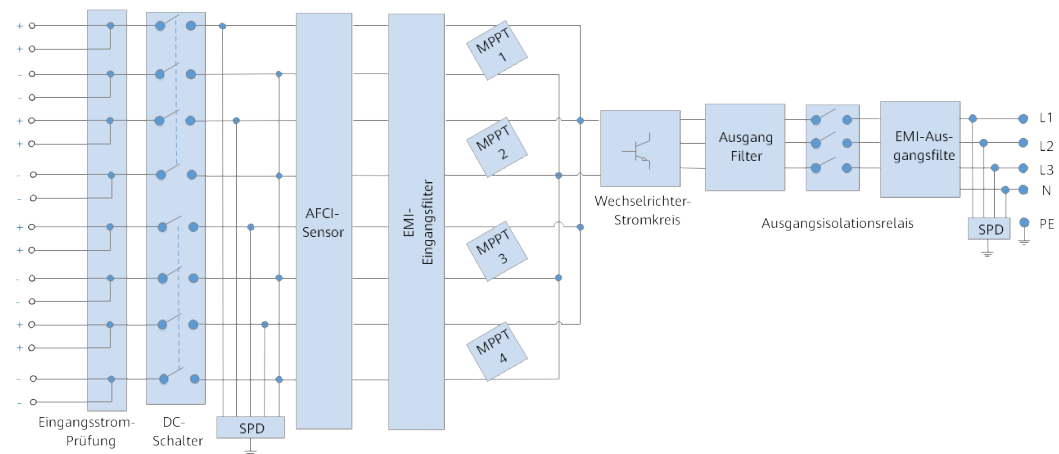 +
+
-
-
+
+
-
-
+
+
-
-
+
+
-
-
Eingangsstrom-
Prüfung
DC-
Schalter
SPD
AFCI-
Sensor
EMI-
Eingangsfilter
MPPT
1
MPPT
2
MPPT
3
MPPT
4
Wechselrichter-
Stromkreis
Ausgang
Filter
Ausgangsisolationsrelais
EMI-Aus-
gangsfilte
SPD
L1
L2
L3
N
PE